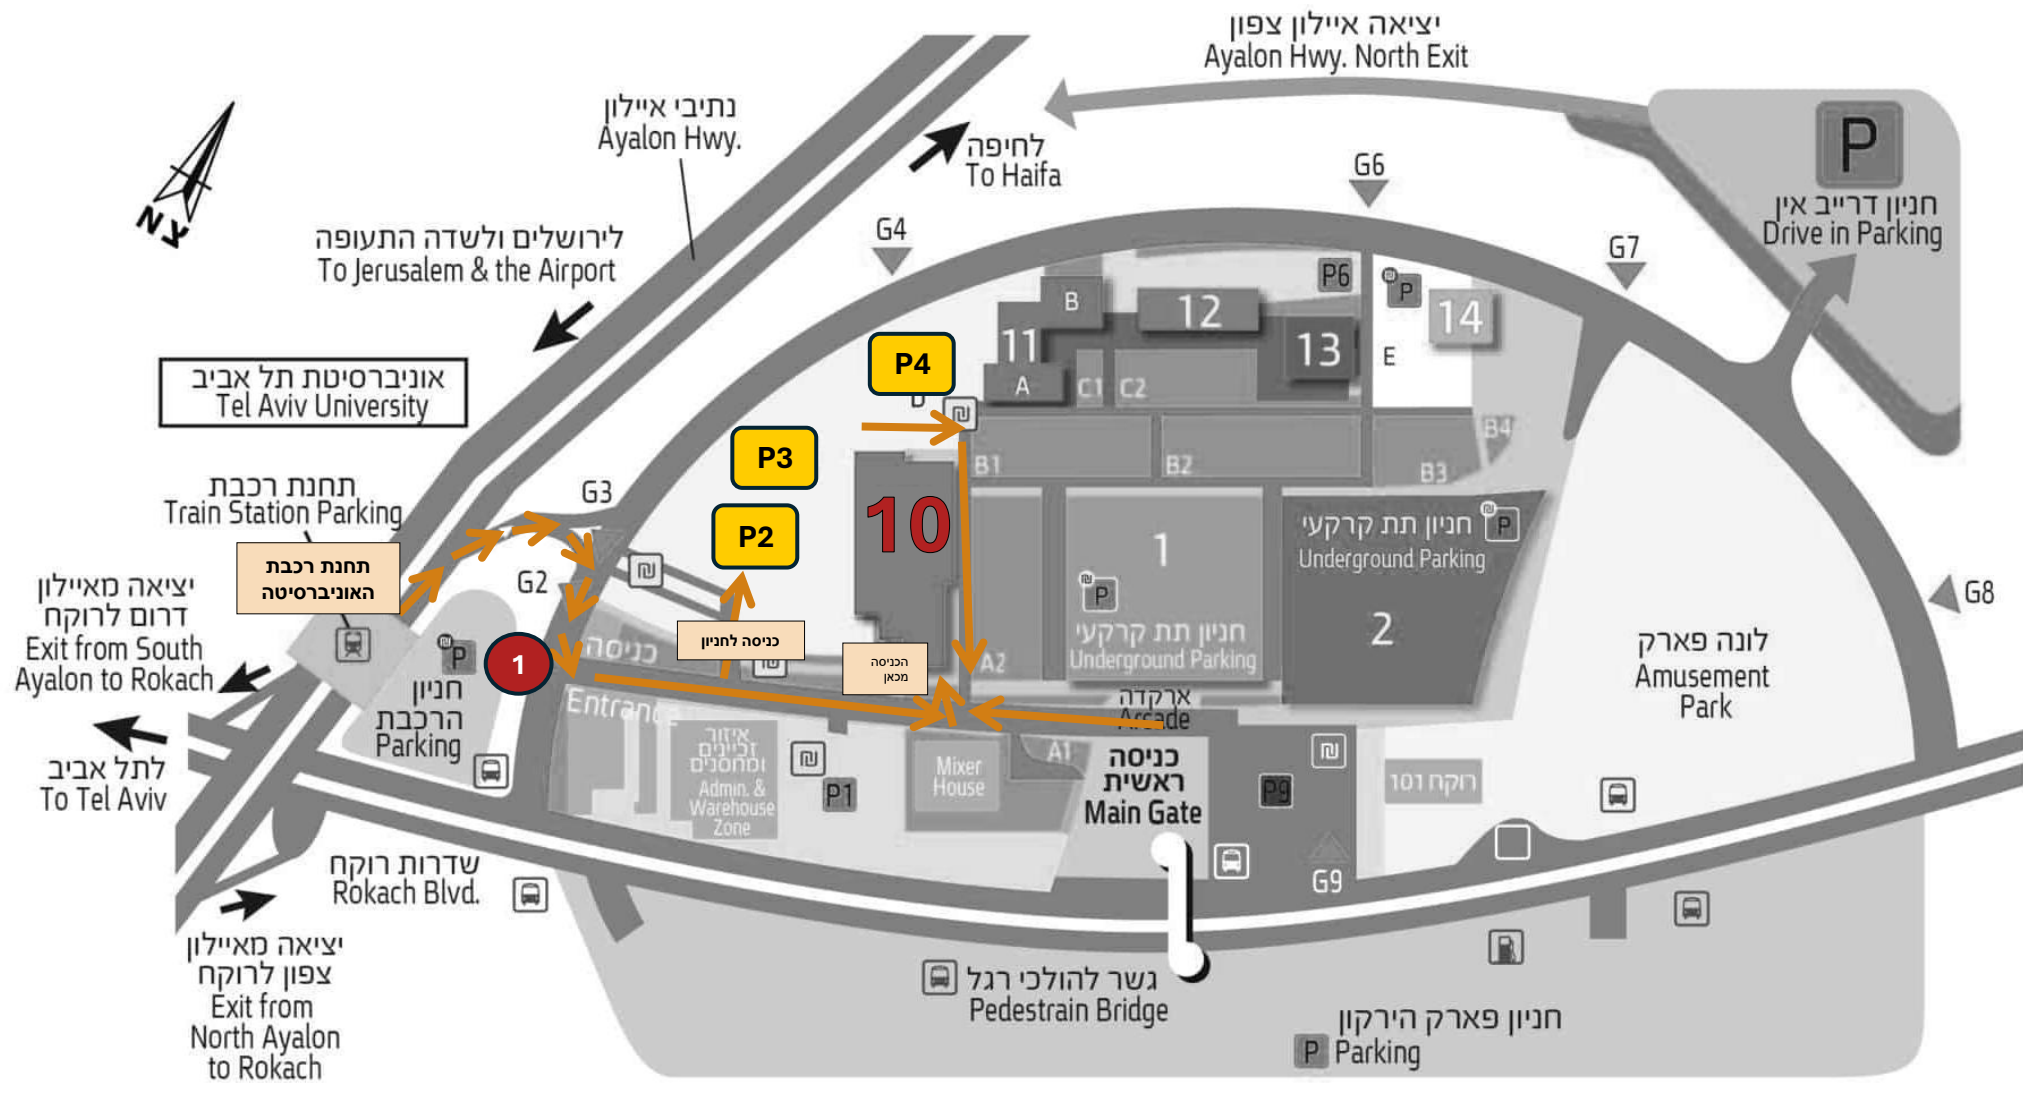 יציאה איילון צפון
Ayalon Hwy. North Exit
נתיבי איילון
Ayalon Hwy.
לחיפה
To Haifa
צ N
לירושלים ולשדה התעופה
To Jerusalem & the Airport
G4
G6
G7
P
חניון דרייב אין
Drive in Parking
אוניברסיטת תל אביב
Tel Aviv University
B
11
A
12
P6
13
P
14
E
C1
C2
P4
D
P3
B1
B2
B3
B4
P2
10
תחנת רכבת
Train Station Parking
תחנת רכבת
האוניברסיטה
G3
G2
יציאה מאיילון
דרום לרוקח
Exit from South
Ayalon to Rokach
P
חניון
הרכבת
Parking
1
כניסה
Entrance
כניסה לחניון
הכניסה
מכאן
A2
1
P
חניון תת קרקעי
Underground Parking
חניון תת קרקעי
P
Underground Parking
2
G8
לונה פארק
Amusement
Park
ארקדה
Arcade
לתל אביב
To Tel Aviv
איזור
זכיינים
ומחסנים
Admin. &
Warehouse
Zone
P1
Mixer
House
A1
כניסה
ראשית
Main Gate
P9
G9
רוקח 101
שדרות רוקח
Rokach Blvd.
יציאה מאיילון
צפון לרוקח
Exit from
North Ayalon
to Rokach
גשר להולכי רגל
Pedestrain Bridge
חניון פארק הירקון
P Parking